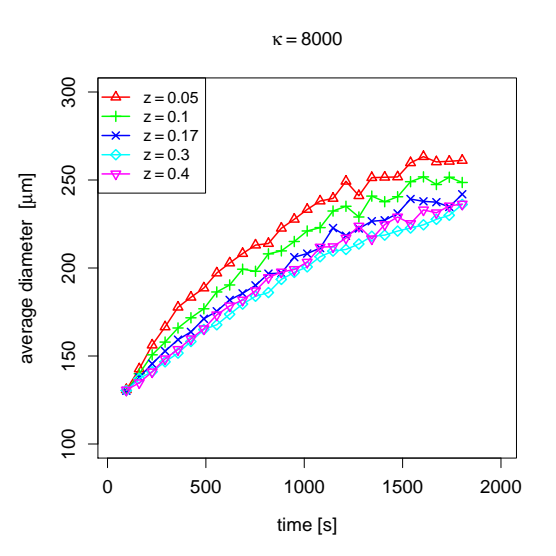 κ = 8000
300
250
200
150
100
average diameter [μm]
z = 0.05
z = 0.1
z = 0.17
z = 0.3
z = 0.4
0 500 1000 1500 2000
time [s]